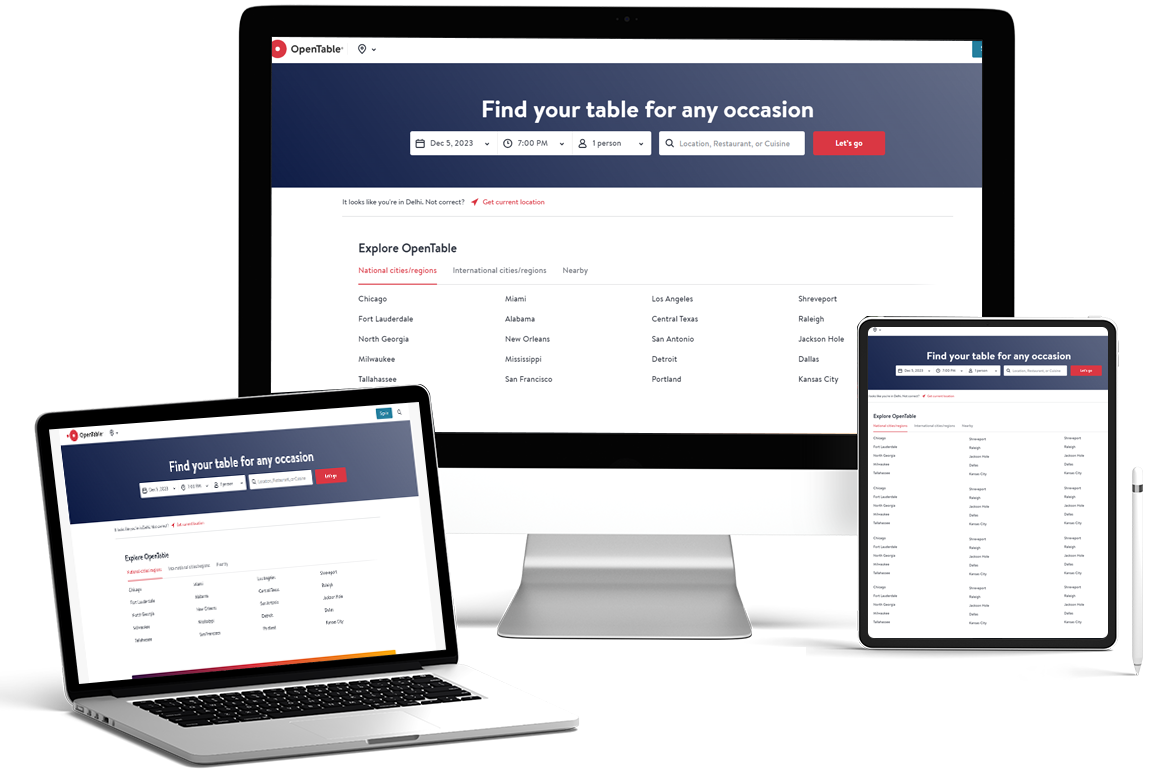 OpenTable
Find your table for any occasion
Dec 5, 2023 7:00 PM 1 person Location, Restaurant, or Cuisine Let's go
It looks like you're in Delhi. Not correct? Get current location
Explore OpenTable
National cities/regions International cities/regions Nearby
Chicago Miami Los Angeles Shreveport
Fort Lauderdale Alabama Central Texas Raleigh
North Georgia New Orleans San Antonio Jackson Hole
Milwaukee Mississippi Detroit Dallas
Tallahassee San Francisco Portland Kansas City
OpenTable
Find your table for any occasion
Dec 5, 2023 7:00 PM 1 person Location, Restaurant, or Cuisine Let's go
Get current location
Explore OpenTable
National cities/regions International cities/regions Nearby
Chicago Miami Los Angeles Shreveport
Fort Lauderdale Alabama Central Texas Raleigh
North Georgia New Orleans San Antonio Jackson Hole
Milwaukee Mississippi Detroit Dallas
Tallahassee San Francisco Portland Kansas City
Find your table for any occasion
Dec 5, 2023 7:00 PM 1 person Location, Restaurant, or Cuisine Let's go
Get current location
Explore OpenTable
National cities/regions International cities/regions Nearby
Chicago Shreveport Shreveport
Fort Lauderdale Raleigh Raleigh
North Georgia Jackson Hole Jackson Hole
Milwaukee Dallas Dallas
Tallahassee Kansas City Kansas City
Chicago Shreveport Shreveport
Fort Lauderdale Raleigh Raleigh
North Georgia Jackson Hole Jackson Hole
Milwaukee Dallas Dallas
Tallahassee Kansas City Kansas City
Chicago Shreveport Shreveport
Fort Lauderdale Raleigh Raleigh
North Georgia Jackson Hole Jackson Hole
Milwaukee Dallas Dallas
Tallahassee Kansas City Kansas City
Chicago Shreveport Shreveport
Fort Lauderdale Raleigh Raleigh
North Georgia Jackson Hole Jackson Hole
Milwaukee Dallas Dallas
Tallahassee Kansas City Kansas City